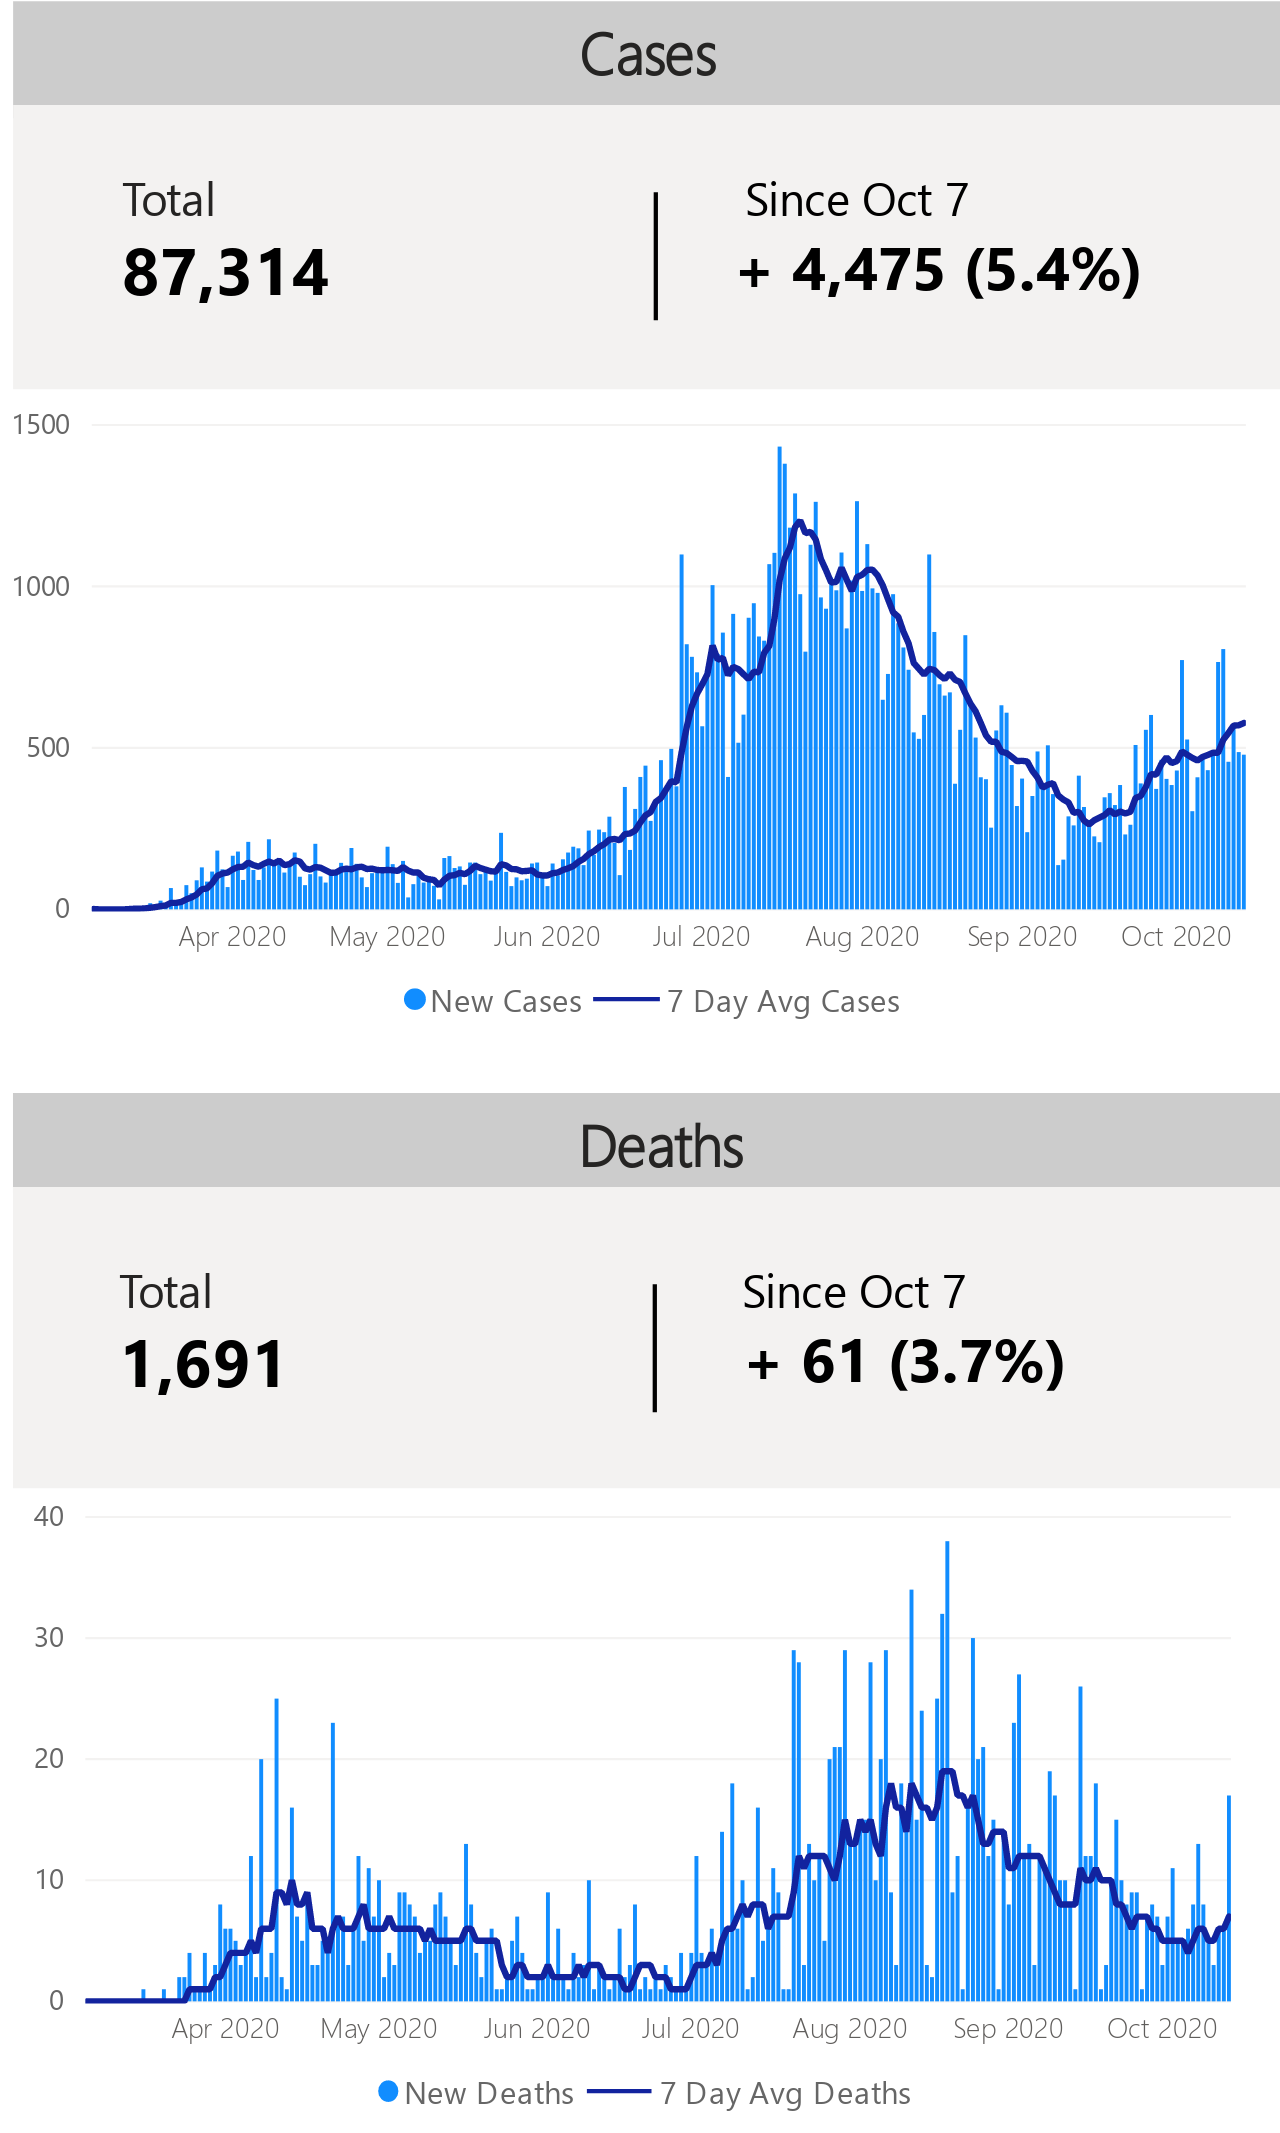 Cases
Total
Since Oct 7
87,314
+ 4,475 (5.4%)
1500
1000
500
0
Apr 2020 May 2020 Jun 2020 Jul 2020 Aug 2020 Sep 2020 Oct 2020
New Cases 7 Day Avg Cases
Deaths
Total
Since Oct 7
1,691
+ 61 (3.7%)
40
30
20
10
0
Apr 2020 May 2020 Jun 2020 Jul 2020 Aug 2020 Sep 2020 Oct 2020
New Deaths 7 Day Avg Deaths